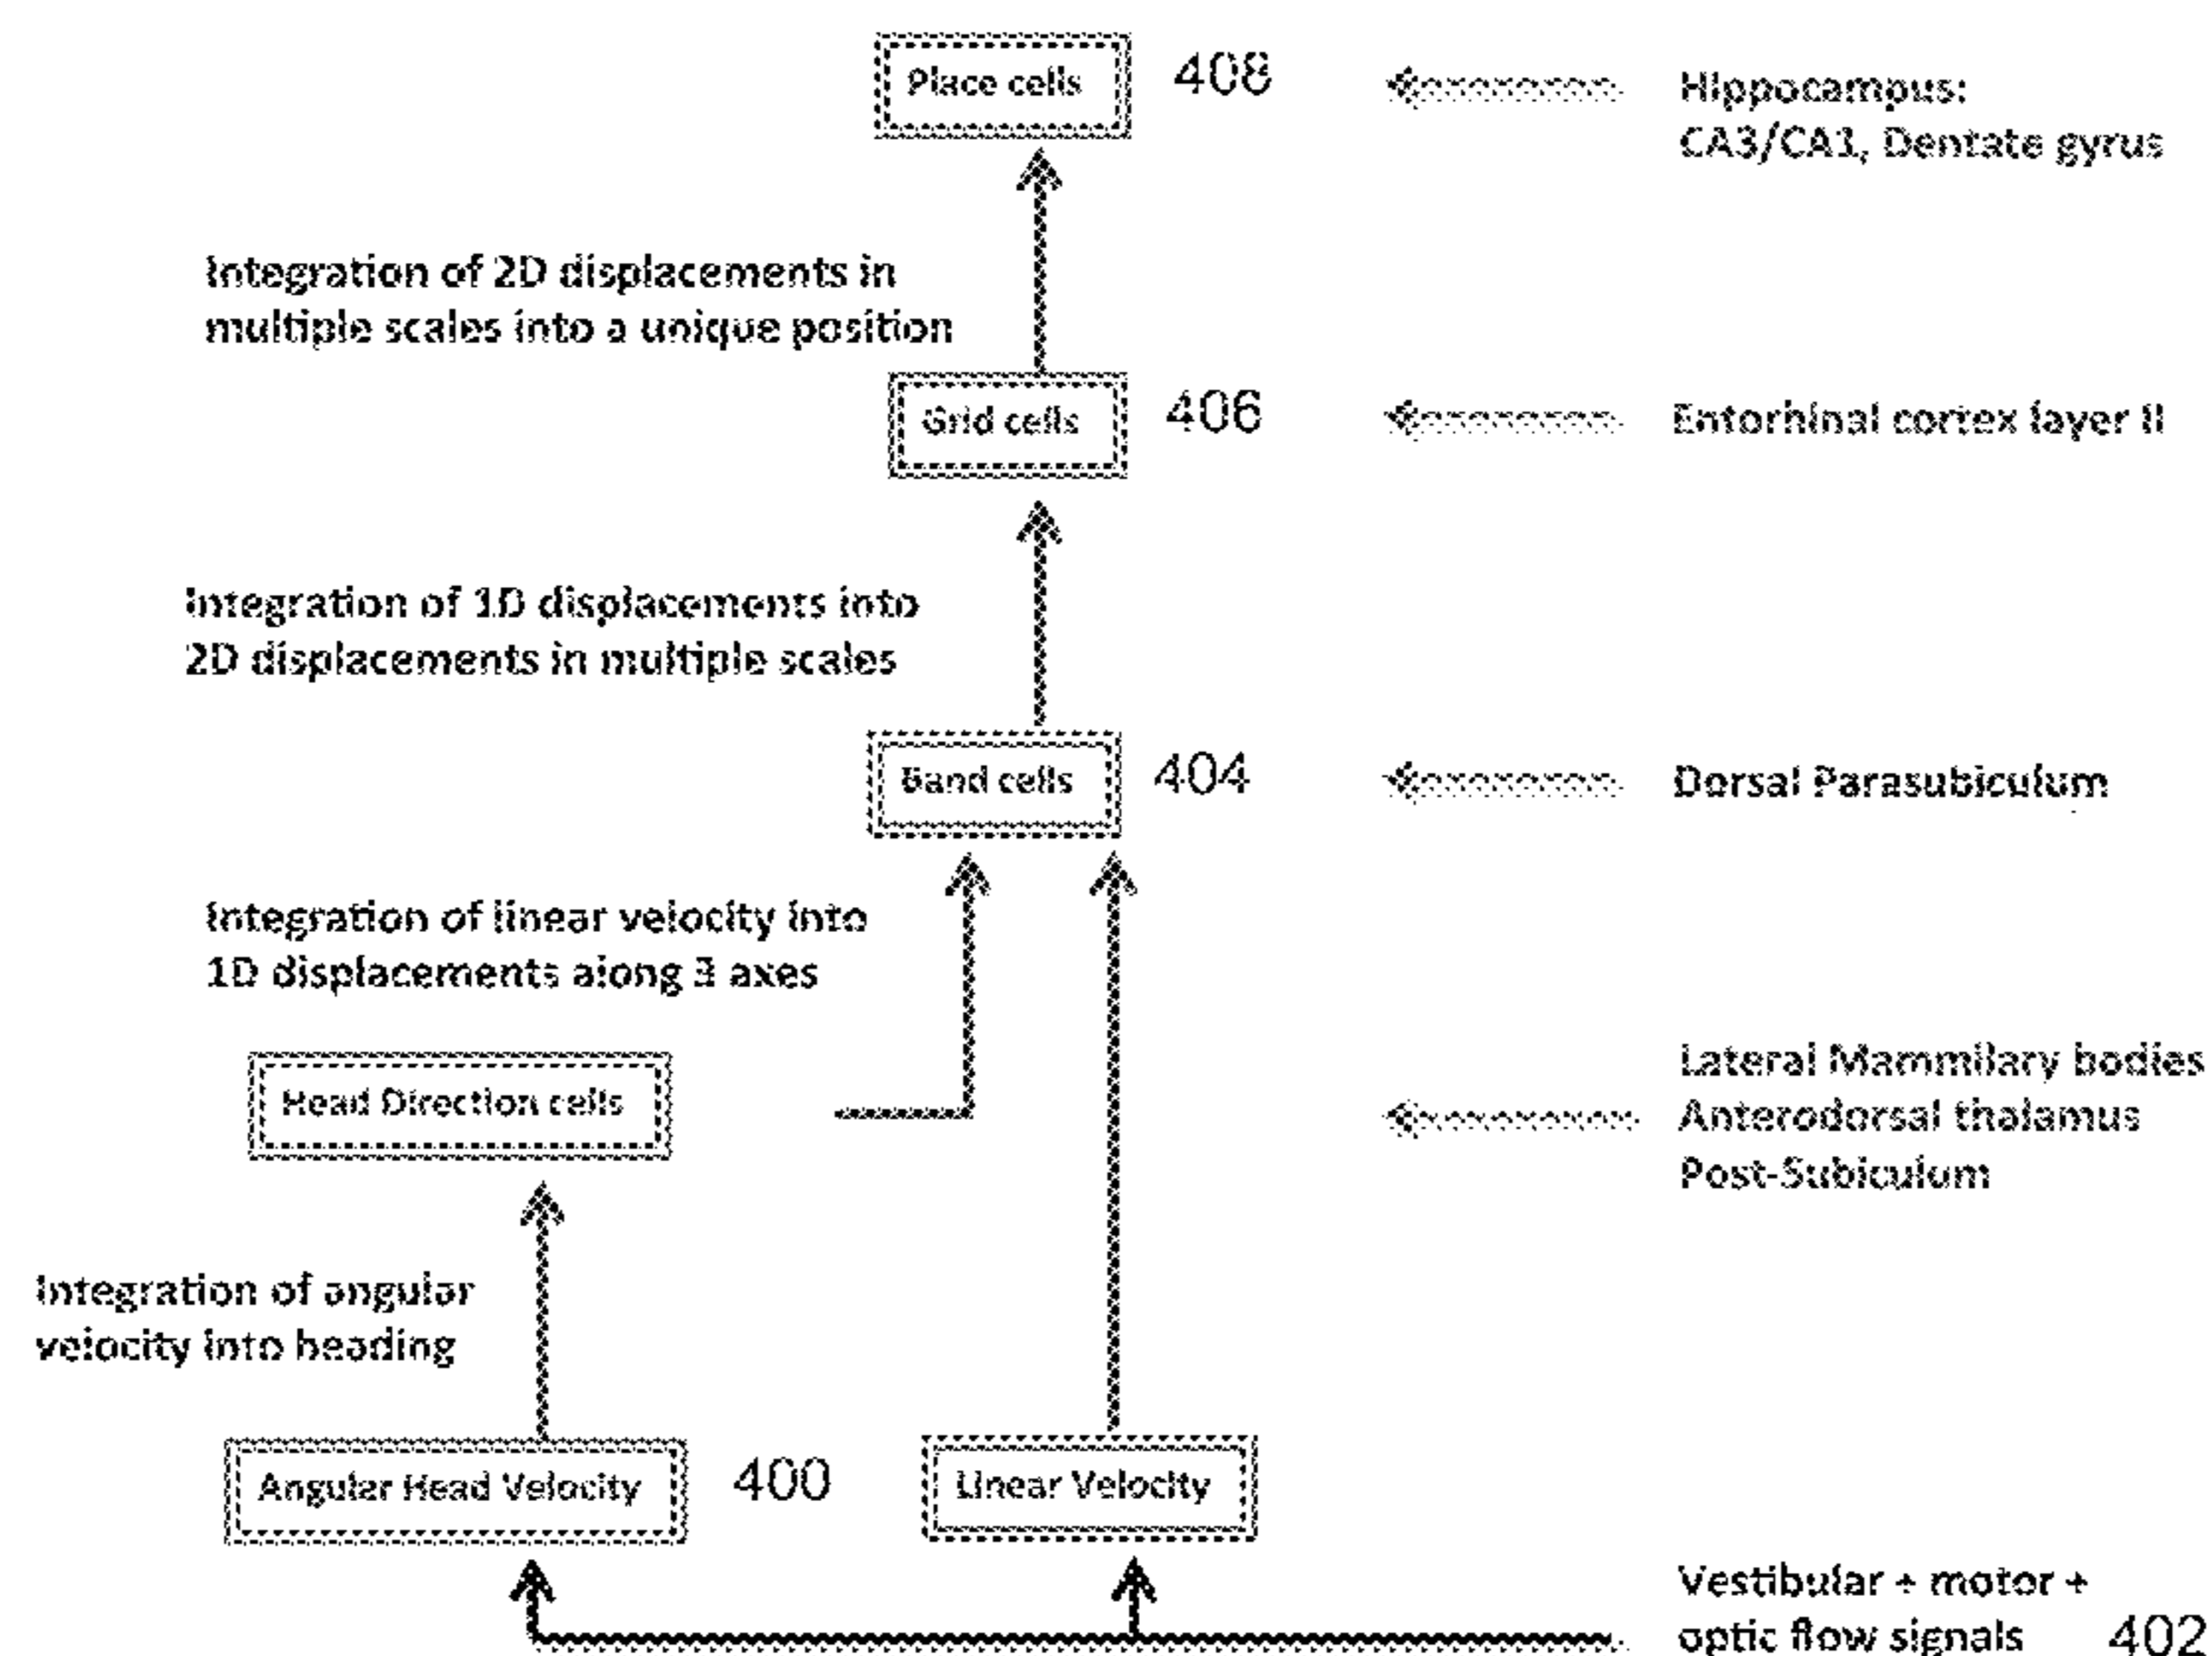 Place cells 408
Hippocampus:
CA3/CA1, Dentate gyrus
Integration of 2D displacements in
multiple scales into a unique position
Grid cells 406
Entorhinal cortex layer II
Integration of 1D displacements into
2D displacements in multiple scales
Band cells 404
Dorsal Parasubiculum
Integration of linear velocity into
1D displacements along 3 axes
Head Direction cells
Lateral Mammilary bodies
Anterodorsal thalamus
Post-Subiculum
Integration of angular
velocity into heading
Angular Head Velocity 400
Linear Velocity
Vestibular + motor +
optic flow signals 402